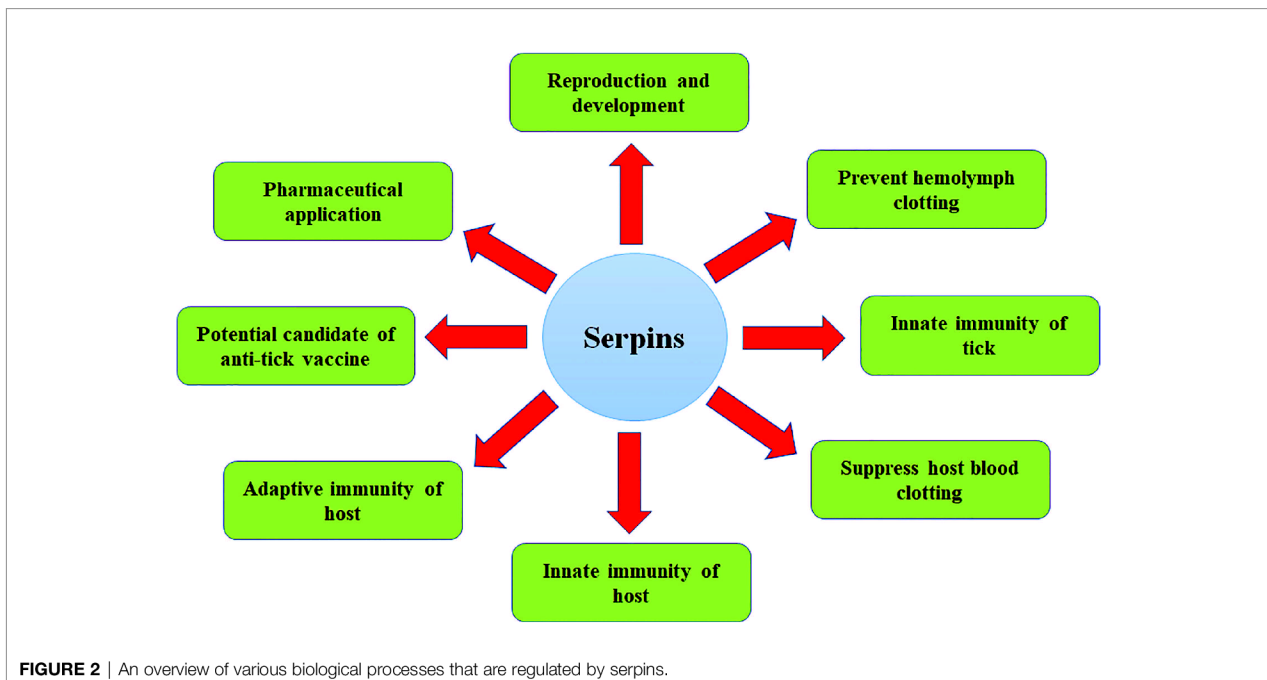 Reproduction and
development
Pharmaceutical
application
Prevent hemolymph
clotting
Potential candidate of
anti-tick vaccine
Serpins
Innate immunity of
tick
Adaptive immunity of
host
Suppress host blood
clotting
Innate immunity of
host
FIGURE 2 | An overview of various biological processes that are regulated by serpins.